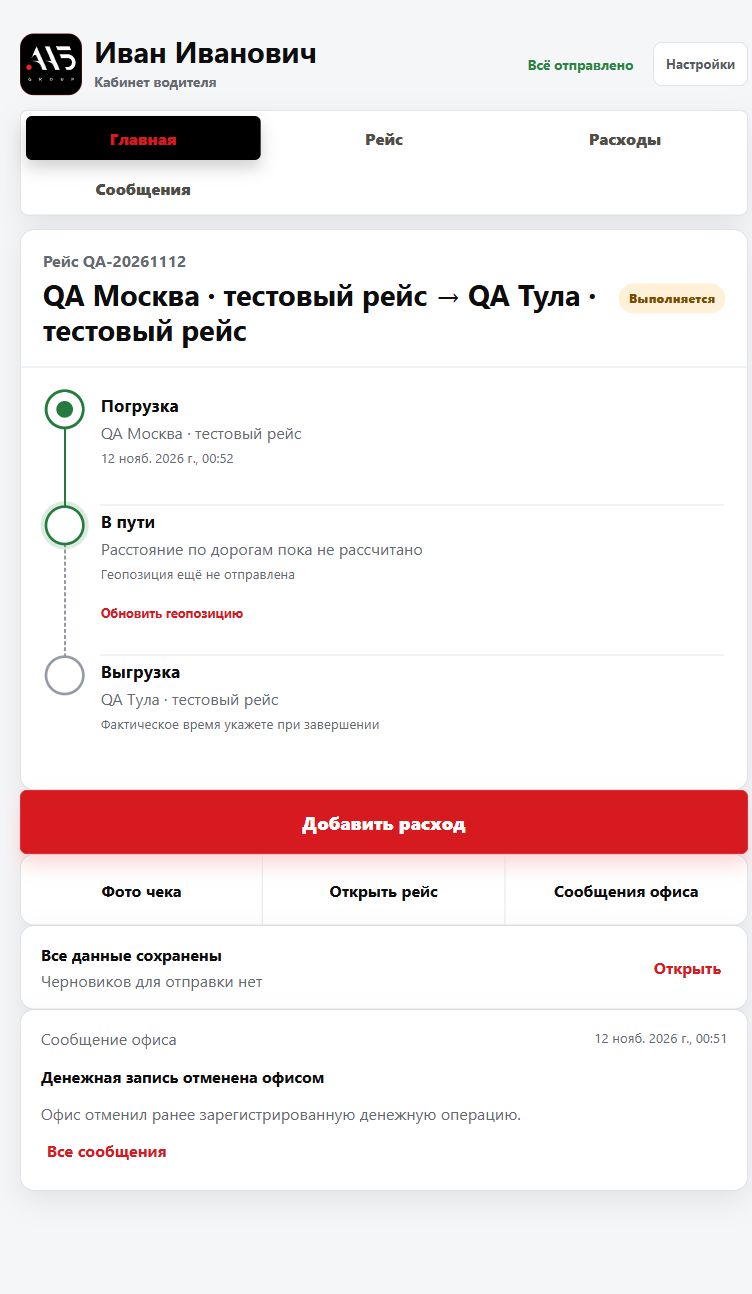 A15
GROUP
Иван Иванович
Кабинет водителя
Всё отправлено
Настройки
Главная
Рейс
Расходы
Сообщения
Рейс QA-20261112
QA Москва · тестовый рейс → QA Тула ·
тестовый рейс
Выполняется
Погрузка
QA Москва · тестовый рейс
12 нояб. 2026 г., 00:52
В пути
Расстояние по дорогам пока не рассчитано
Геопозиция ещё не отправлена
Обновить геопозицию
Выгрузка
QA Тула · тестовый рейс
Фактическое время укажете при завершении
Добавить расход
Фото чека
Открыть рейс
Сообщения офиса
Все данные сохранены
Черновиков для отправки нет
Открыть
Сообщение офиса
12 нояб. 2026 г., 00:51
Денежная запись отменена офисом
Офис отменил ранее зарегистрированную денежную операцию.
Все сообщения